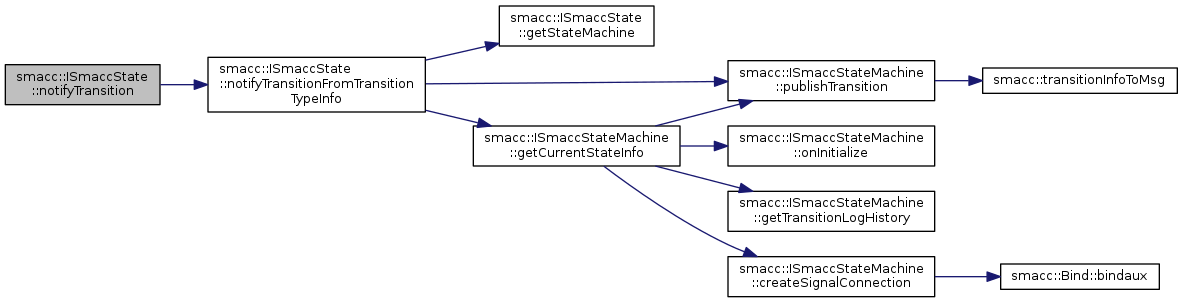 smacc::ISmaccState
::notifyTransition
smacc::ISmaccState
::notifyTransitionFromTransition
TypeInfo
smacc::ISmaccState
::getStateMachine
smacc::ISmaccStateMachine
::getCurrentStateInfo
smacc::ISmaccStateMachine
::publishTransition
smacc::ISmaccStateMachine
::onInitialize
smacc::ISmaccStateMachine
::getTransitionLogHistory
smacc::ISmaccStateMachine
::createSignalConnection
smacc::transitionInfoToMsg
smacc::Bind::bindaux